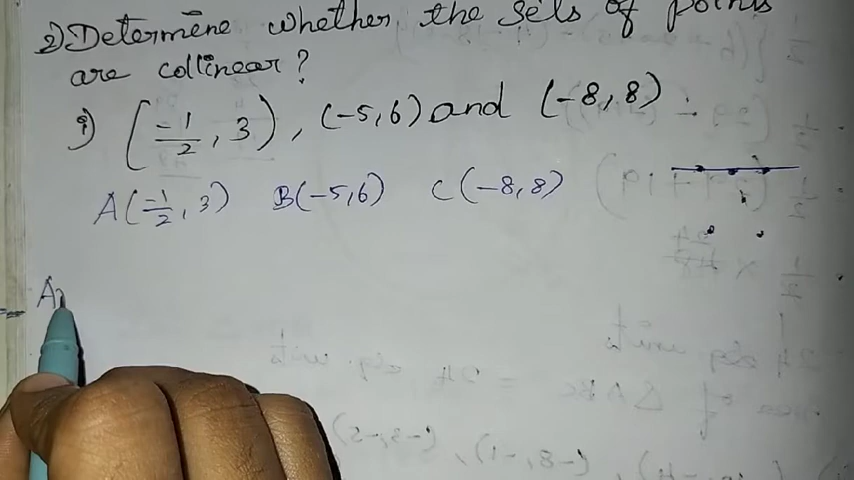 2) Determine whether the sets of points
are collinear?
i) (-1/2, 3), (-5,6) and (-8,8).
A(-1/2, 3) B(-5,6) C(-8,8)